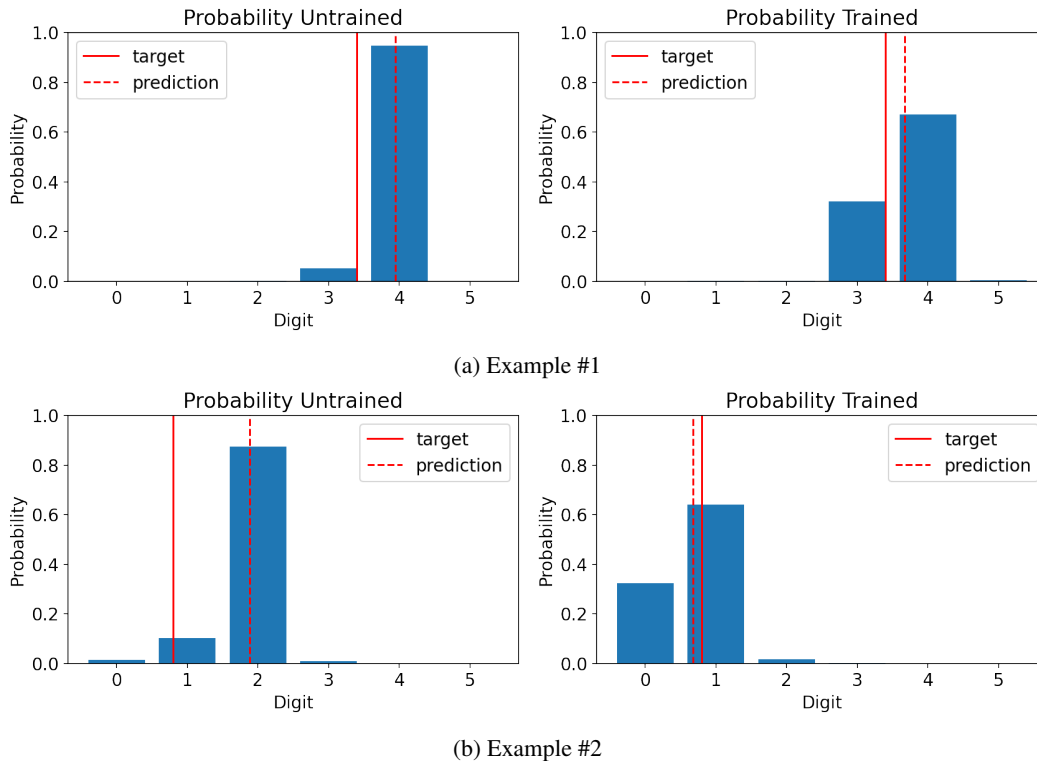 Probability Untrained
Probability Trained
1.0
0.8
0.6
0.4
0.2
0.0
Probability
target
prediction
0 1 2 3 4 5
Digit
1.0
0.8
0.6
0.4
0.2
0.0
Probability
target
prediction
0 1 2 3 4 5
Digit
(a) Example #1
Probability Untrained
Probability Trained
1.0
0.8
0.6
0.4
0.2
0.0
Probability
target
prediction
0 1 2 3 4 5
Digit
1.0
0.8
0.6
0.4
0.2
0.0
Probability
target
prediction
0 1 2 3 4 5
Digit
(b) Example #2